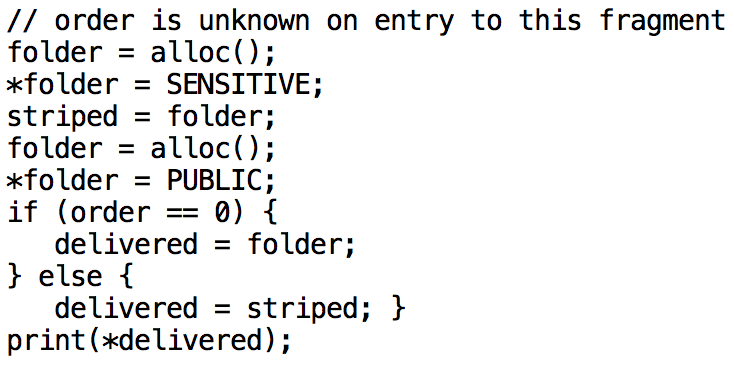 // order is unknown on entry to this fragment
folder = alloc();
*folder = SENSITIVE;
striped = folder;
folder = alloc();
*folder = PUBLIC;
if (order == 0) {
   delivered = folder;
} else {
   delivered = striped; }
print(*delivered);